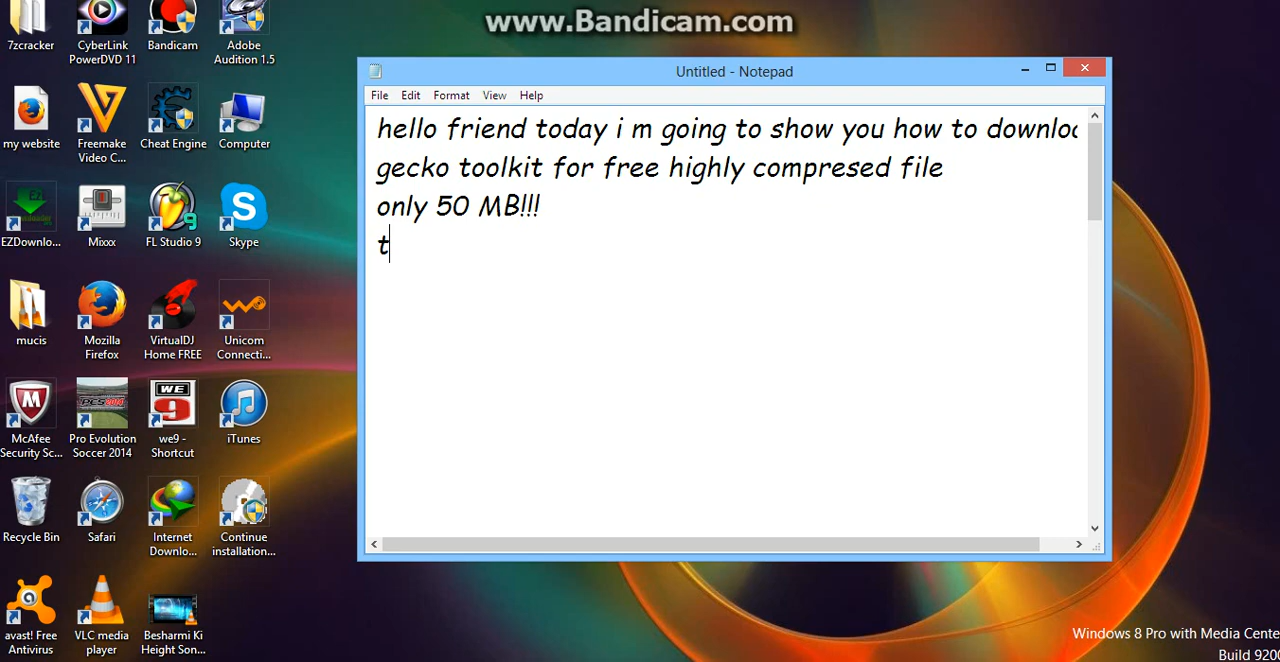 www.Bandicam.com
7zcracker
CyberLink
PowerDVD 11
Bandicam
Adobe
Audition 1.5
my website
Freemake
Video C...
Cheat Engine
Computer
EZDownlo...
Mixxx
FL Studio 9
Skype
mucis
Mozilla
Firefox
VirtualDJ
Home FREE
Unicom
Connecti...
McAfee
Security Sc...
Pro Evolution
Soccer 2014
WE
9
we9 -
Shortcut
iTunes
Recycle Bin
Safari
Internet
Downlo...
Continue
installation...
avast! Free
Antivirus
VLC media
player
Besharmi Ki
Height Son...
Untitled - Notepad
File Edit Format View Help
hello friend today i m going to show you how to downloa
gecko toolkit for free highly compresed file
only 50 MB!!!
t
Windows 8 Pro with Media Cente
Build 9200